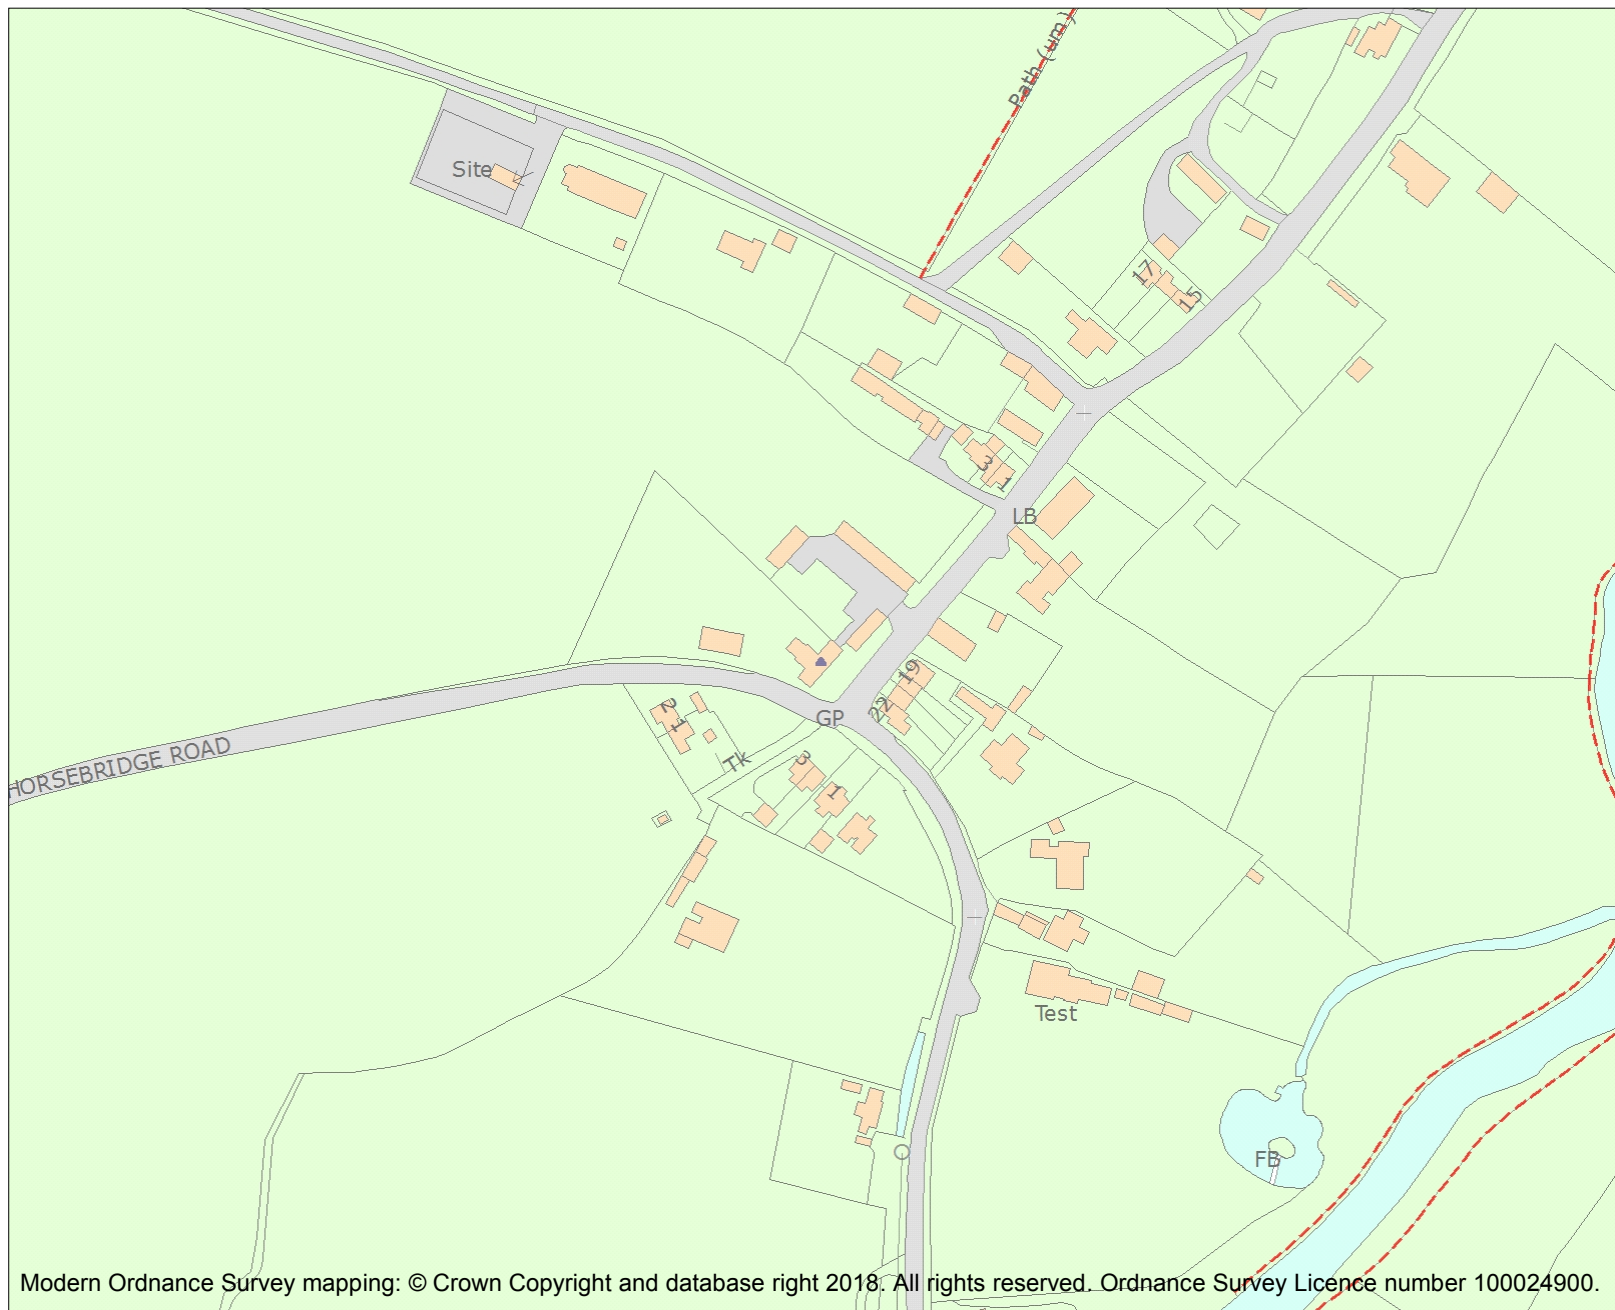 Path (um)
Site
17
15
3
1
LB
19
22
GP
2
1
HORSEBRIDGE ROAD
Tk
3
1
Test
FB
Modern Ordnance Survey mapping: © Crown Copyright and database right 2018. All rights reserved. Ordnance Survey Licence number 100024900.